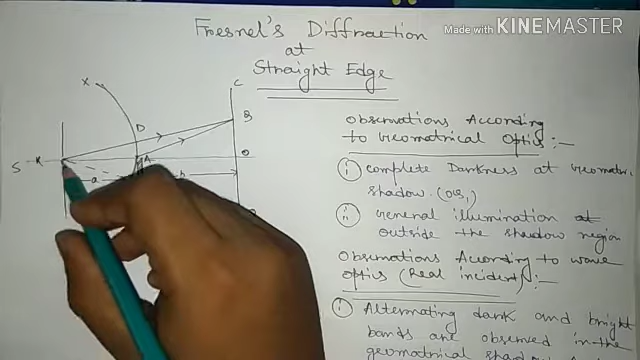 Fresnel's Diffraction
at
Straight Edge
Made with KINEMASTER
X
C
D
B
S
K
A
O
a
b
Observations According
to Geometrical Optics :-
(i) complete Darkness at Geometri
shadow. (OS₁)
(ii) General illumination at
outside the shadow region
Observations According to wave
optics (Real incident) :-
(i) Alternating dark and bright
bands are observed in the
geometrical shadow